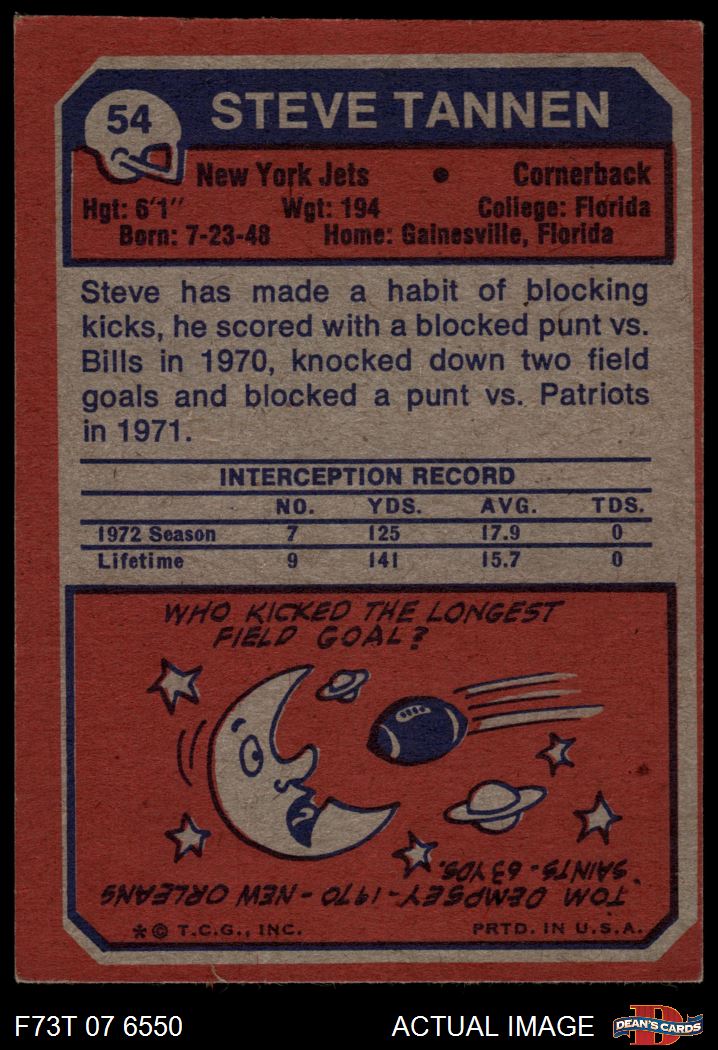 54
STEVE TANNEN
New York Jets • Cornerback
Hgt: 6'1" Wgt: 194 College: Florida
Born: 7-23-48 Home: Gainesville, Florida
Steve has made a habit of blocking
kicks, he scored with a blocked punt vs.
Bills in 1970, knocked down two field
goals and blocked a punt vs. Patriots
in 1971.
INTERCEPTION RECORD
NO. YDS. AVG. TDS.
1972 Season 7 125 17.9 0
Lifetime 9 141 15.7 0
WHO KICKED THE LONGEST
FIELD GOAL?
TOM DEMPSEY-1970-NEW ORLEANS
SAINTS-63 YDS.
*© T.C.G., INC. PRTD. IN U.S.A.
F73T 07 6550 ACTUAL IMAGE
D
DEAN'S CARDS